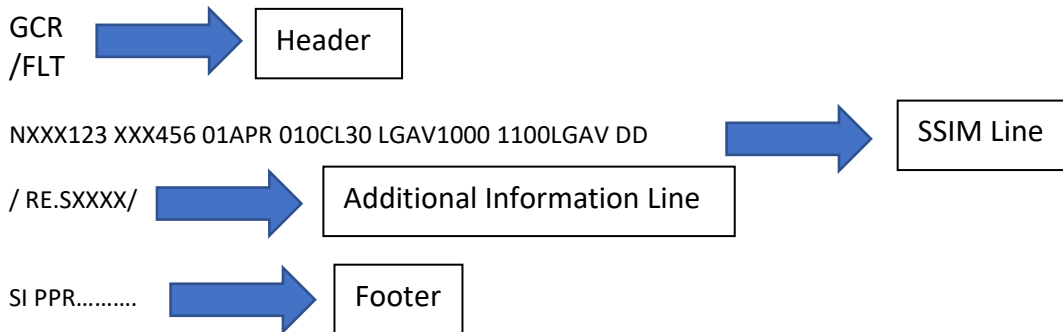 GCR
/FLT
Header
NXXX123 XXX456 01APR 010CL30 LGAV1000 1100LGAV DD
SSIM Line
/ RE.SXXXX/
Additional Information Line
SI PPR……….
Footer